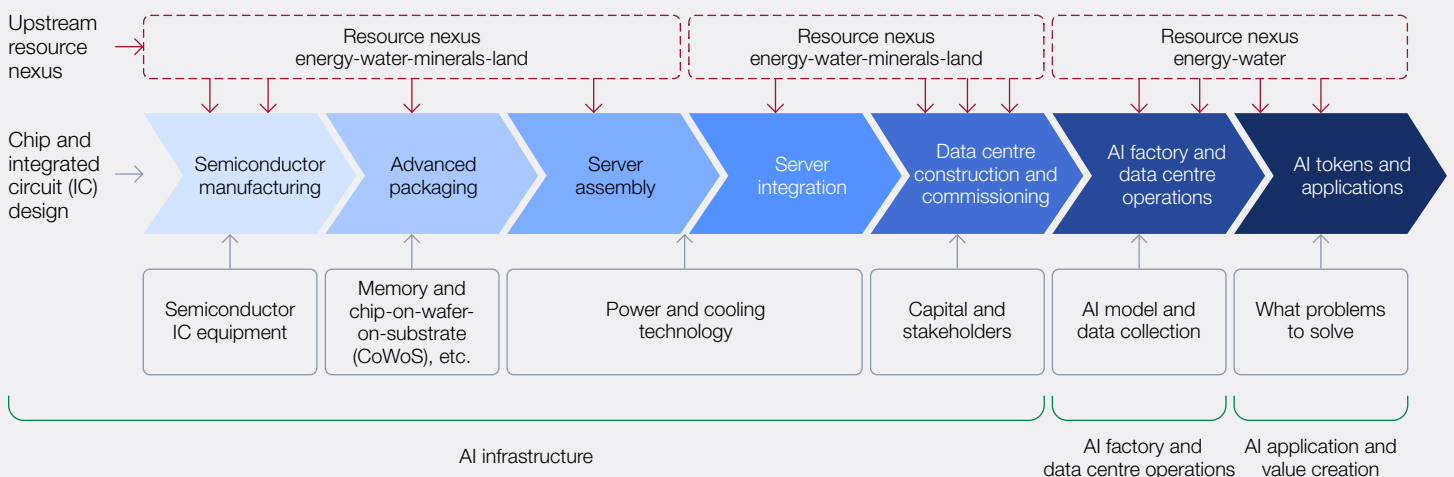 Upstream
resource
nexus
Resource nexus
energy-water-minerals-land
Resource nexus
energy-water-minerals-land
Resource nexus
energy-water
Chip and
integrated
circuit (IC)
design
Semiconductor
manufacturing
Advanced
packaging
Server
assembly
Server
integration
Data centre
construction and
commissioning
AI factory and
data centre
operations
AI tokens and
applications
Semiconductor
IC equipment
Memory and
chip-on-wafer-
on-substrate
(CoWoS), etc.
Power and cooling
technology
Capital and
stakeholders
AI model and
data collection
What problems
to solve
AI infrastructure
AI factory and
data centre operations
AI application and
value creation